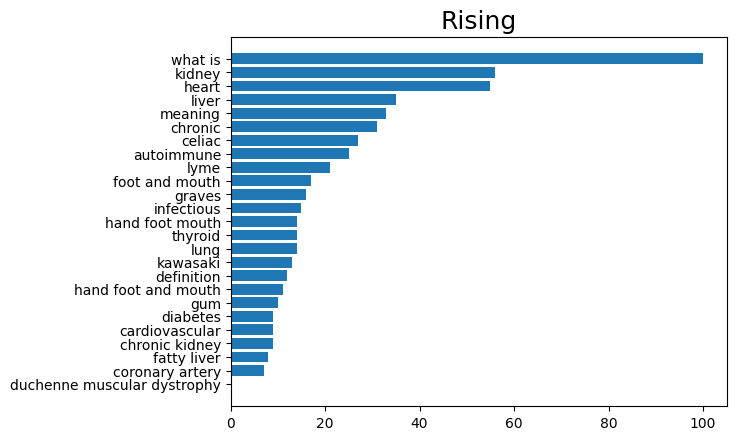 Rising
what is
kidney
heart
liver
meaning
chronic
celiac
autoimmune
lyme
foot and mouth
graves
infectious
hand foot mouth
thyroid
lung
kawasaki
definition
hand foot and mouth
gum
diabetes
cardiovascular
chronic kidney
fatty liver
coronary artery
duchenne muscular dystrophy
0 20 40 60 80 100